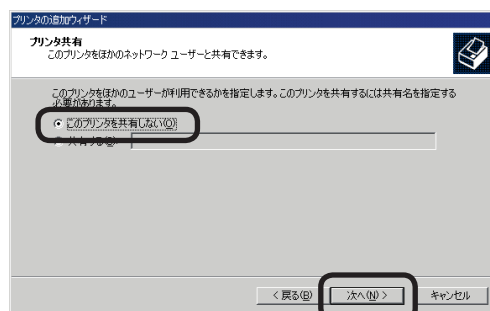 プリンタの追加ウィザード
プリンタ共有
このプリンタをほかのネットワーク ユーザーと共有できます。
このプリンタをほかのユーザーが利用できるかを指定します。このプリンタを共有するには共有名を指定する
必要があります。
このプリンタを共有しない(O)
共有する(S):
< 戻る(B)
次へ(N) >
キャンセル